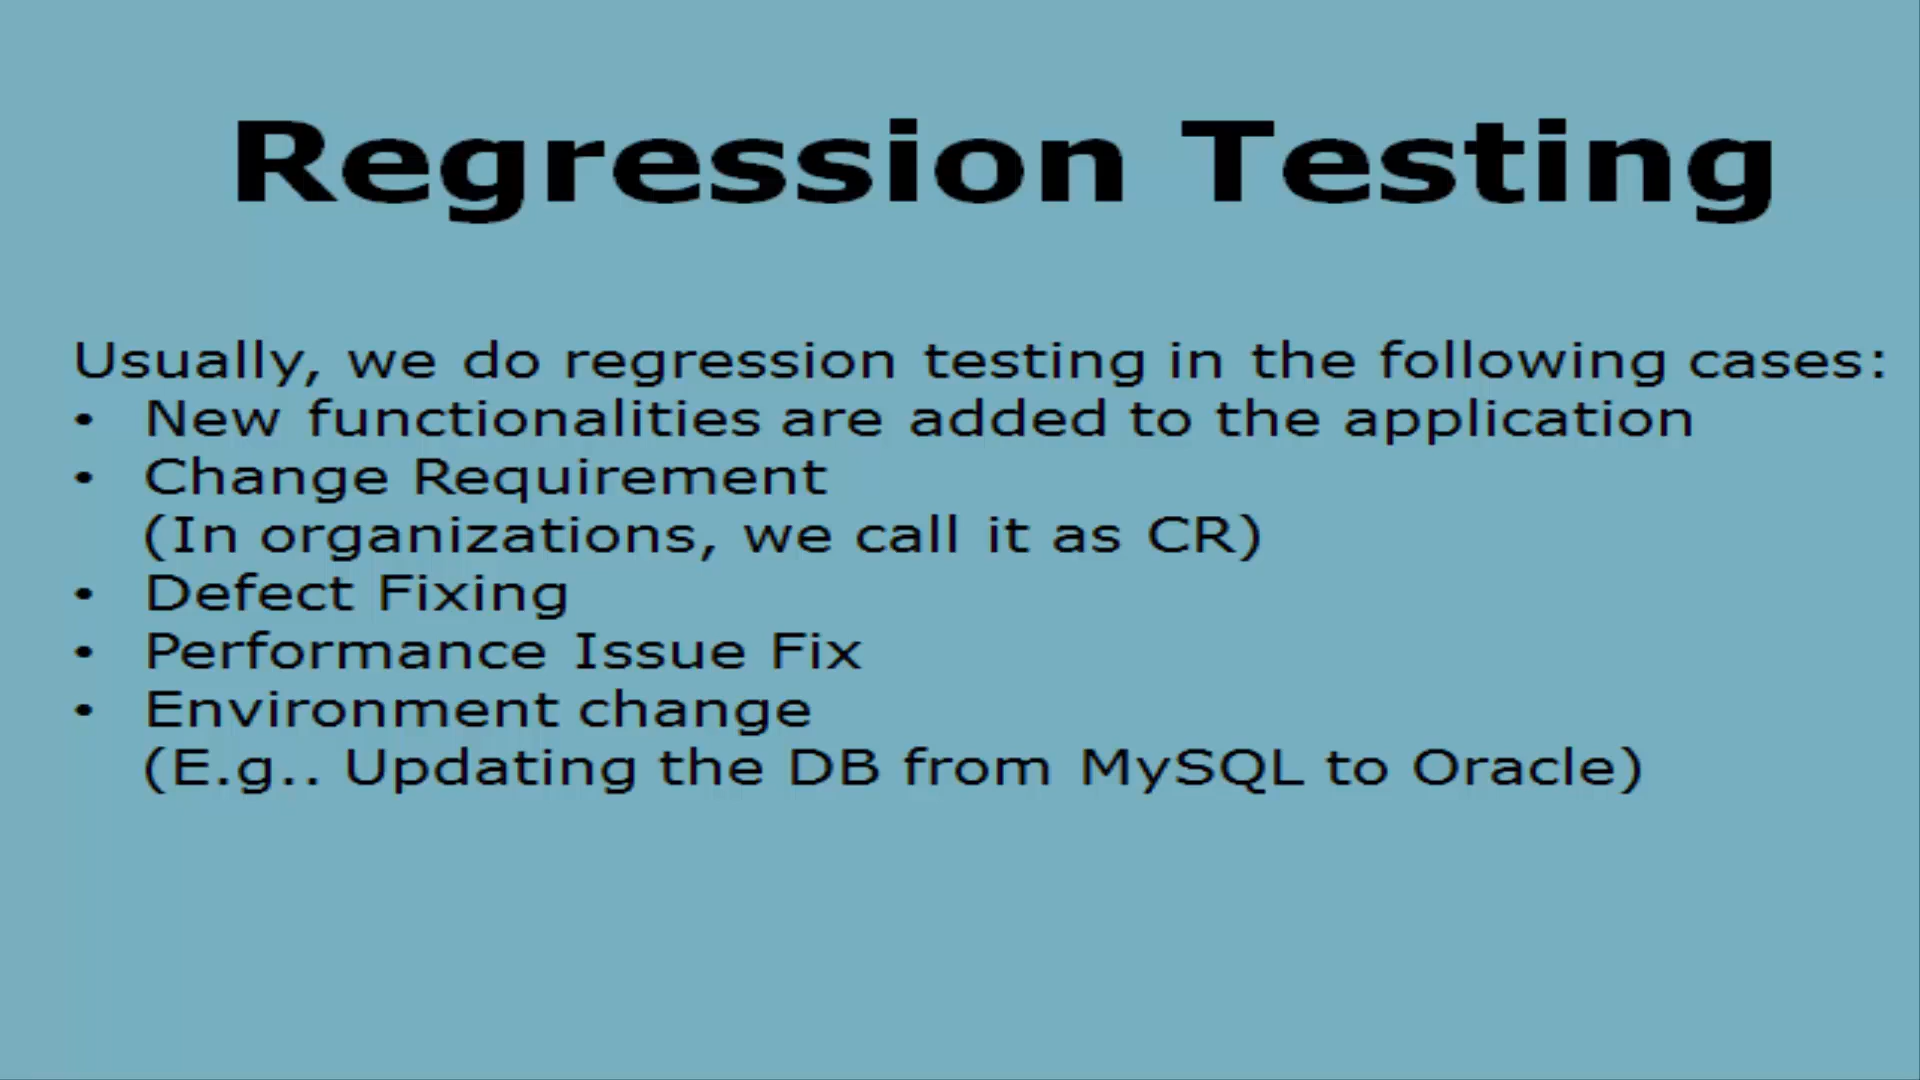 Regression Testing
Usually, we do regression testing in the following cases:
• New functionalities are added to the application
• Change Requirement
(In organizations, we call it as CR)
• Defect Fixing
• Performance Issue Fix
• Environment change
(E.g.. Updating the DB from MySQL to Oracle)